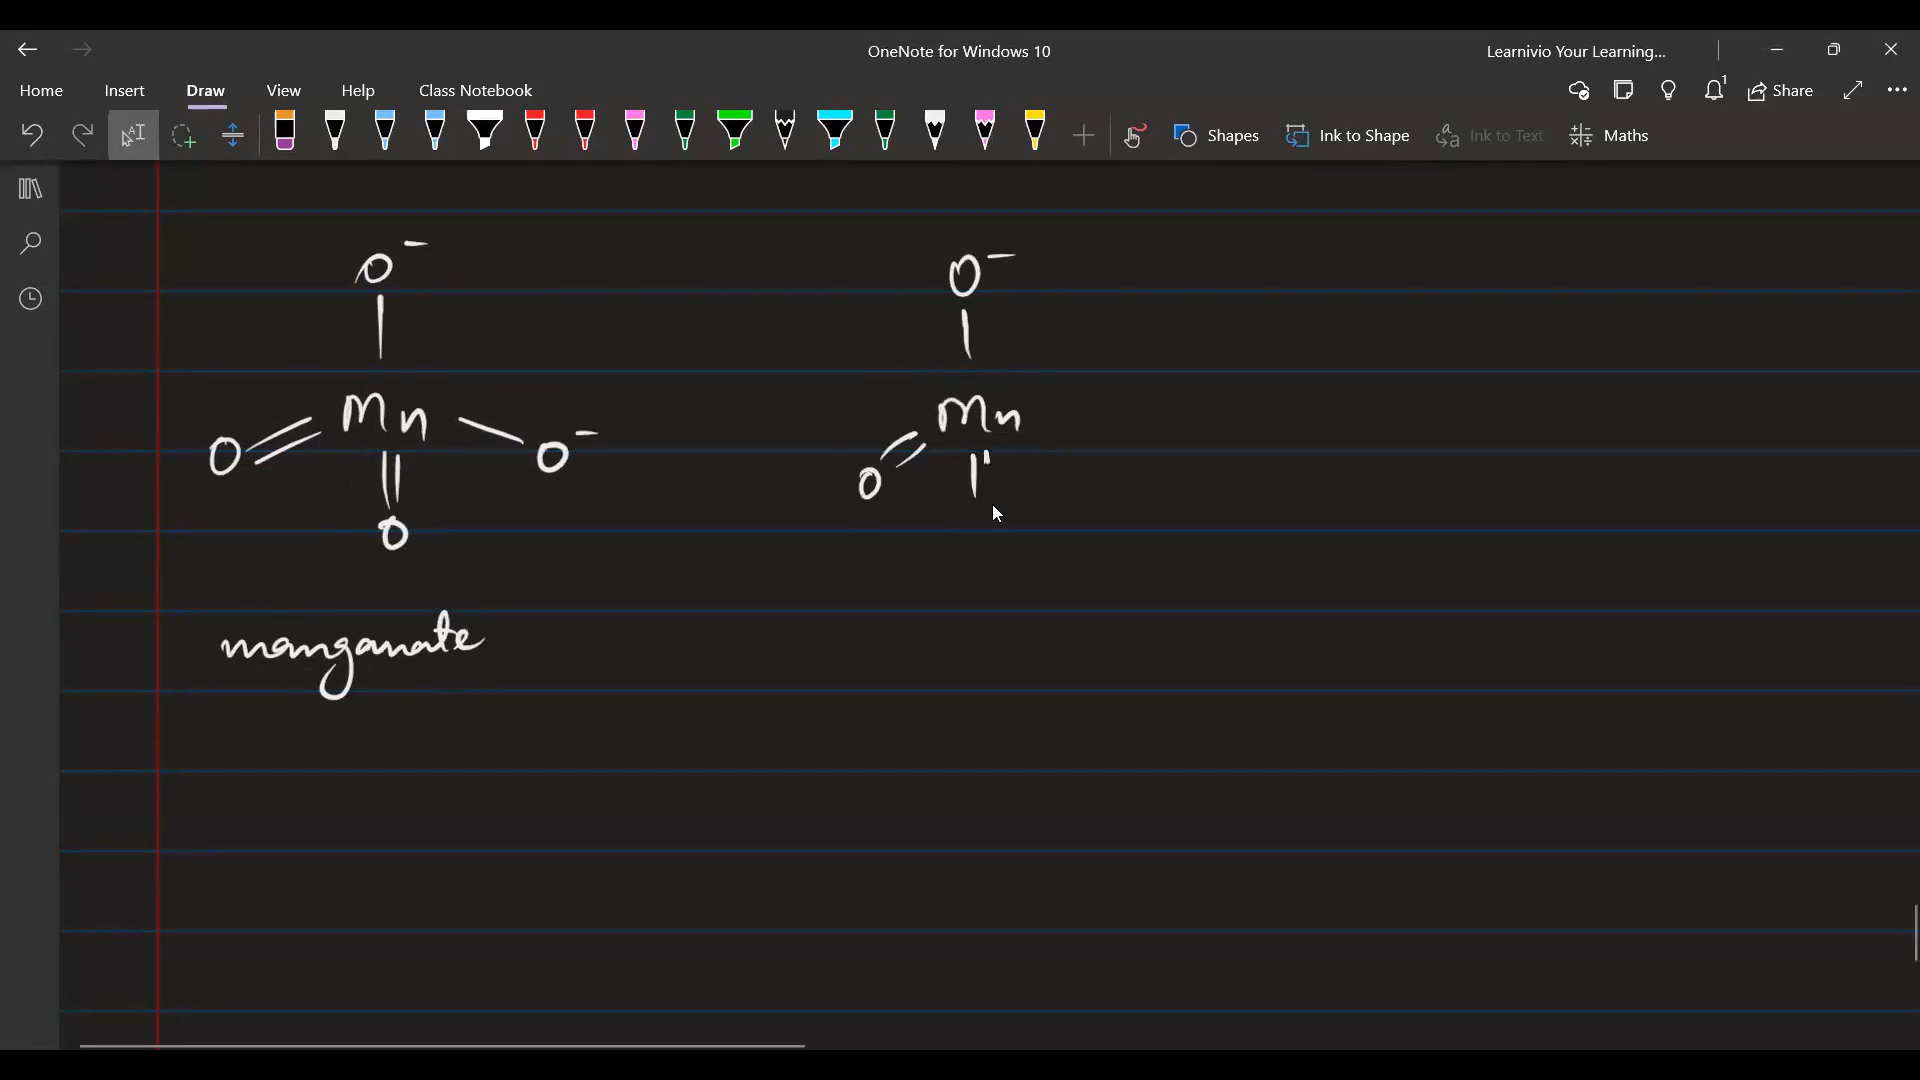 OneNote for Windows 10
Learnivio Your Learning...
Home Insert Draw View Help Class Notebook
1
Share
Shapes
Ink to Shape
Ink to Text
Maths
O⁻ O⁻
Mn Mn
O O⁻ O
O
manganate